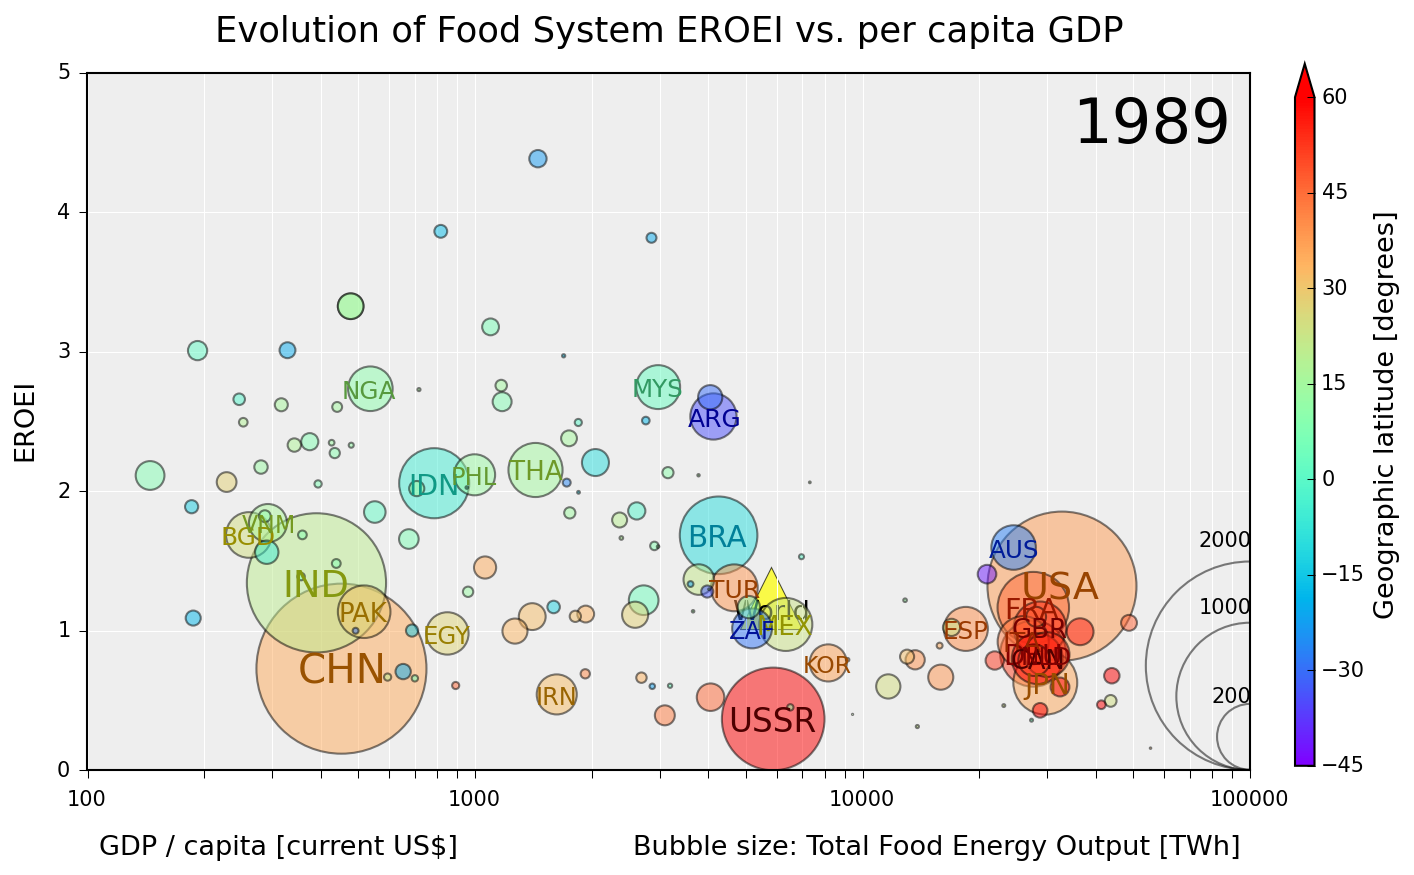 Evolution of Food System EROEI vs. per capita GDP
1989
5
4
3
2
1
0
EROEI
100
1000
10000
100000
GDP / capita [current US$]
Bubble size: Total Food Energy Output [TWh]
60
45
30
15
0
−15
−30
−45
Geographic latitude [degrees]
NGA
MYS
ARG
IDN
PHL
THA
VNM
BGD
BRA
AUS
2000
IND
TUR
USA
PAK
World
FRA
1000
EGY
ZAF
MEX
ESP
GBR
CHN
KOR
CAN
IRN
JPN
200
USSR